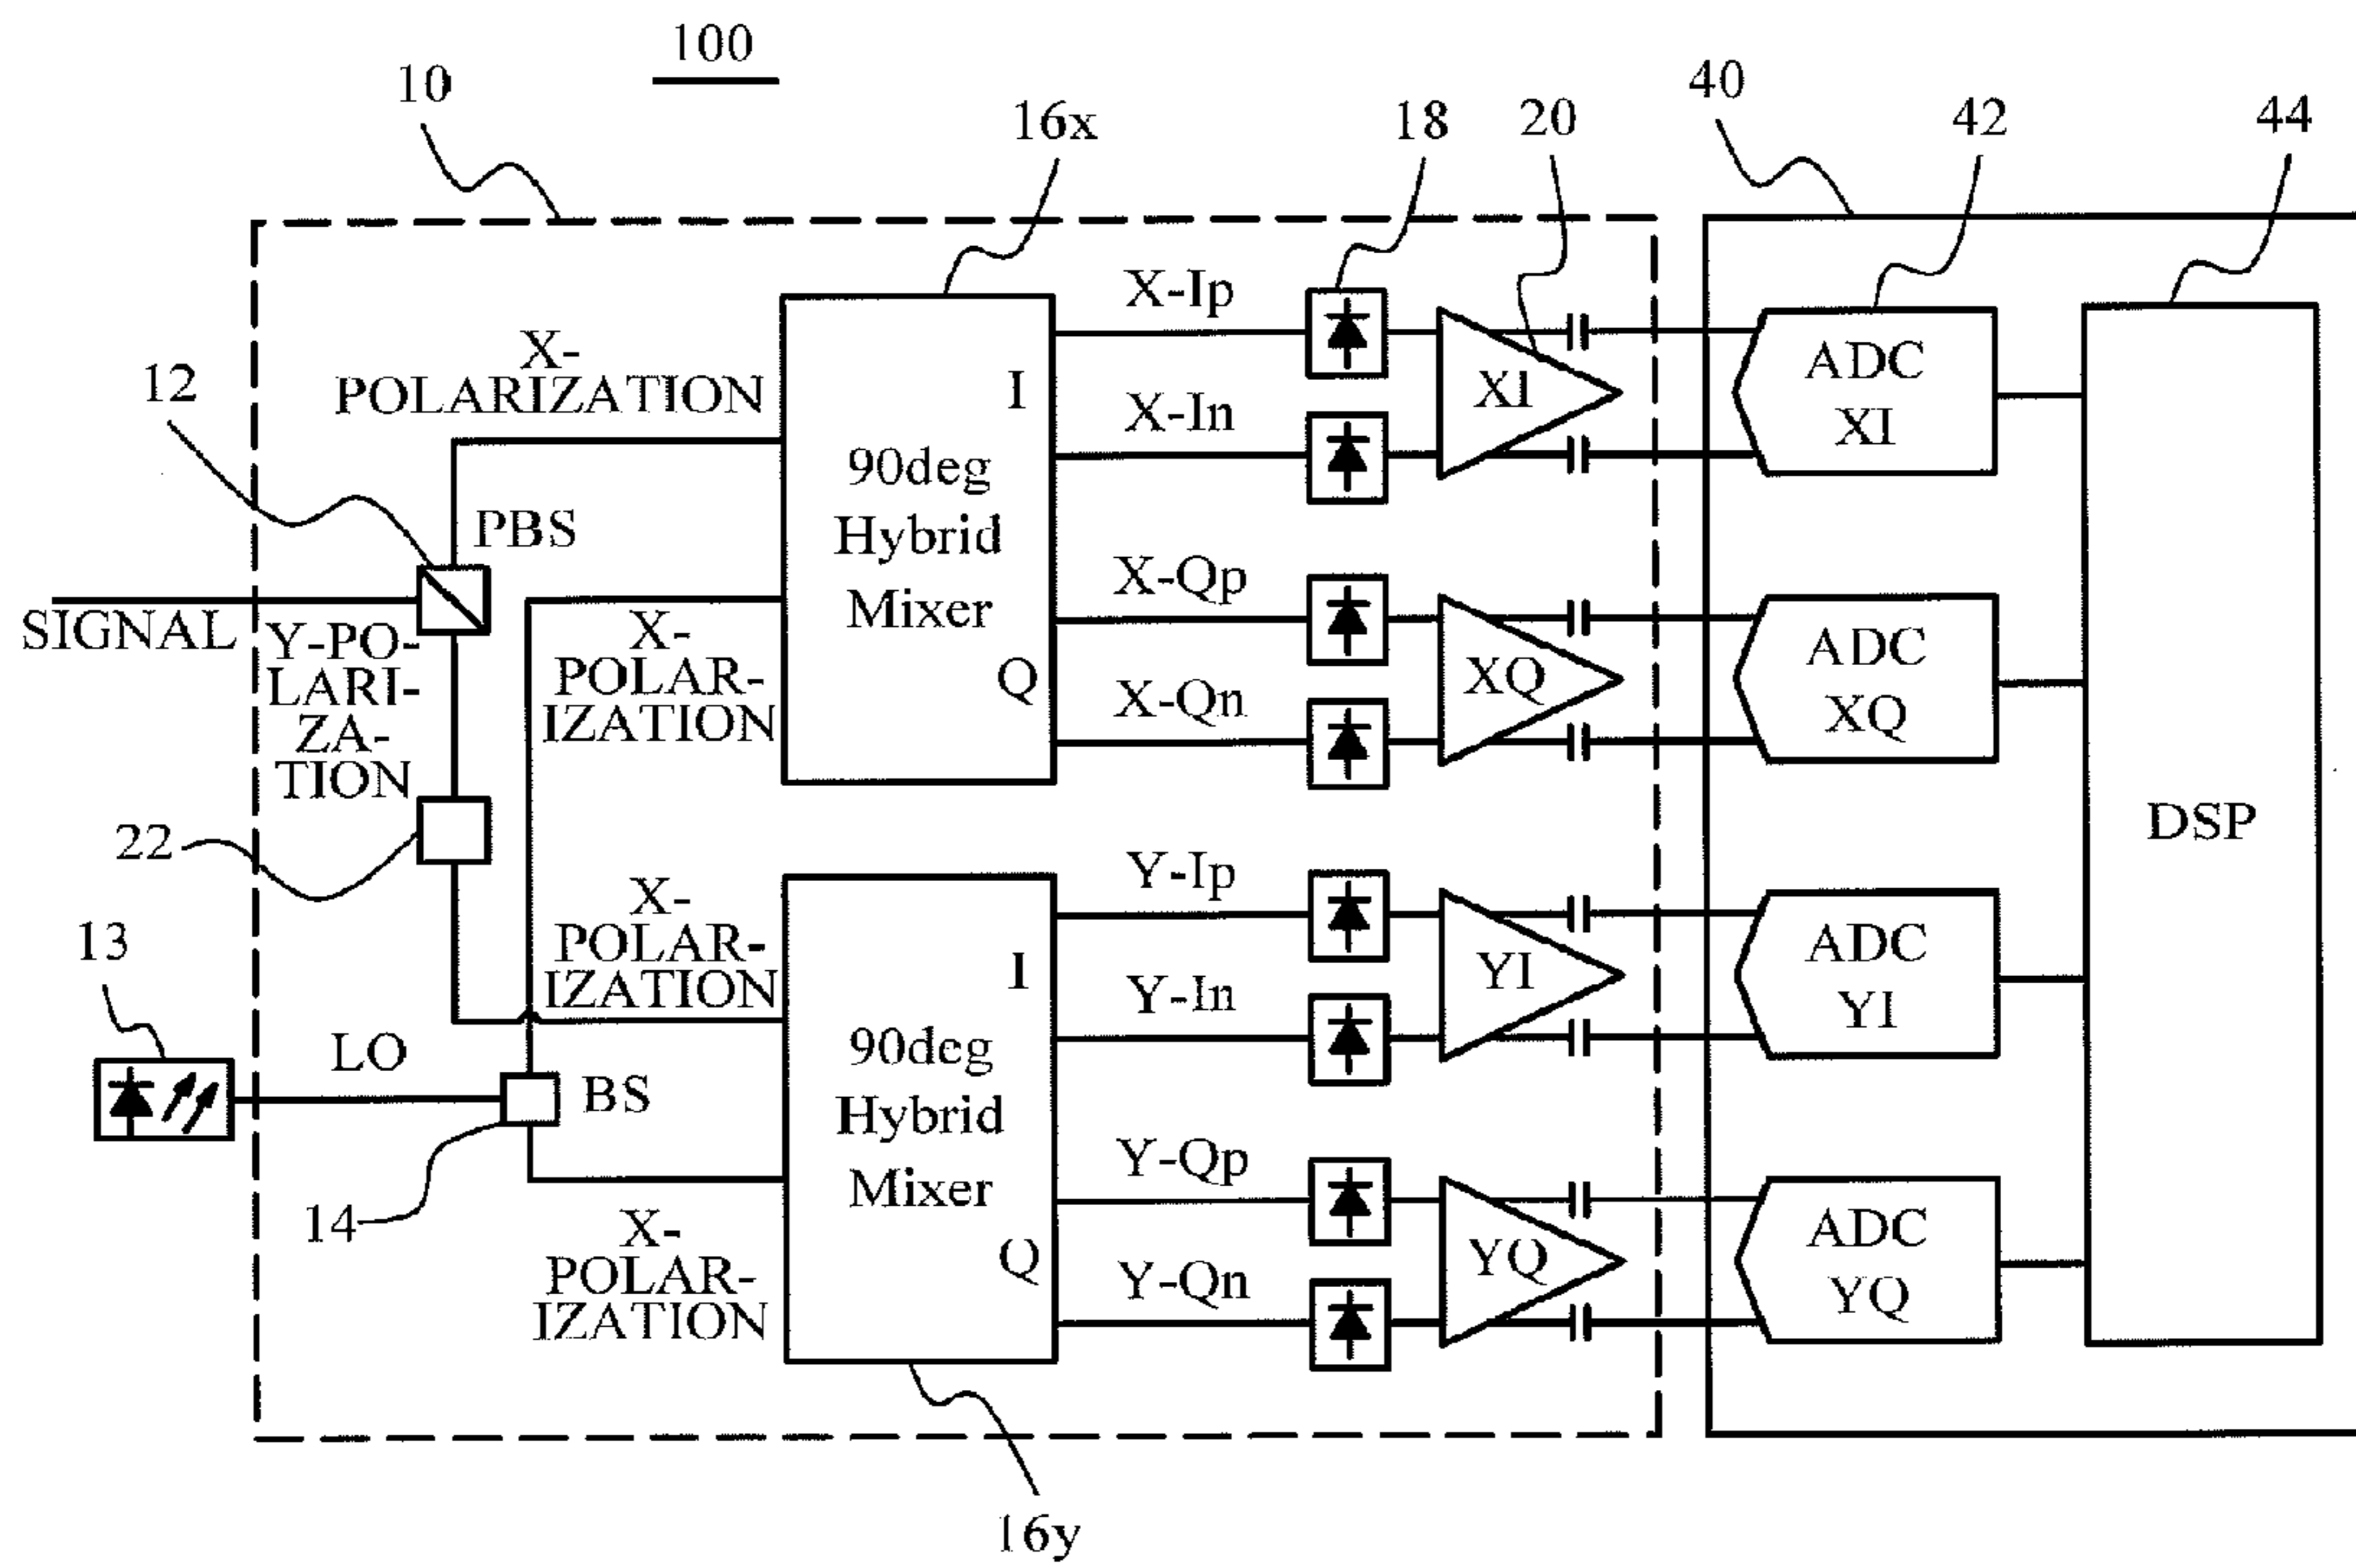 100
10
40
16x
18
20
42
44
X-Ip
X-
POLARIZATION
I
XI
ADC
XI
12
X-In
90deg
Hybrid
Mixer
PBS
X-Qp
SIGNAL
Y-PO-
LARI-
ZA-
TION
X-
POLAR-
IZATION
Q
X-Qn
XQ
ADC
XQ
DSP
22
Y-Ip
X-
POLAR-
IZATION
I
Y-In
YI
ADC
YI
13
LO
90deg
Hybrid
Mixer
BS
Y-Qp
14
X-
POLAR-
IZATION
Q
Y-Qn
YQ
ADC
YQ
16y